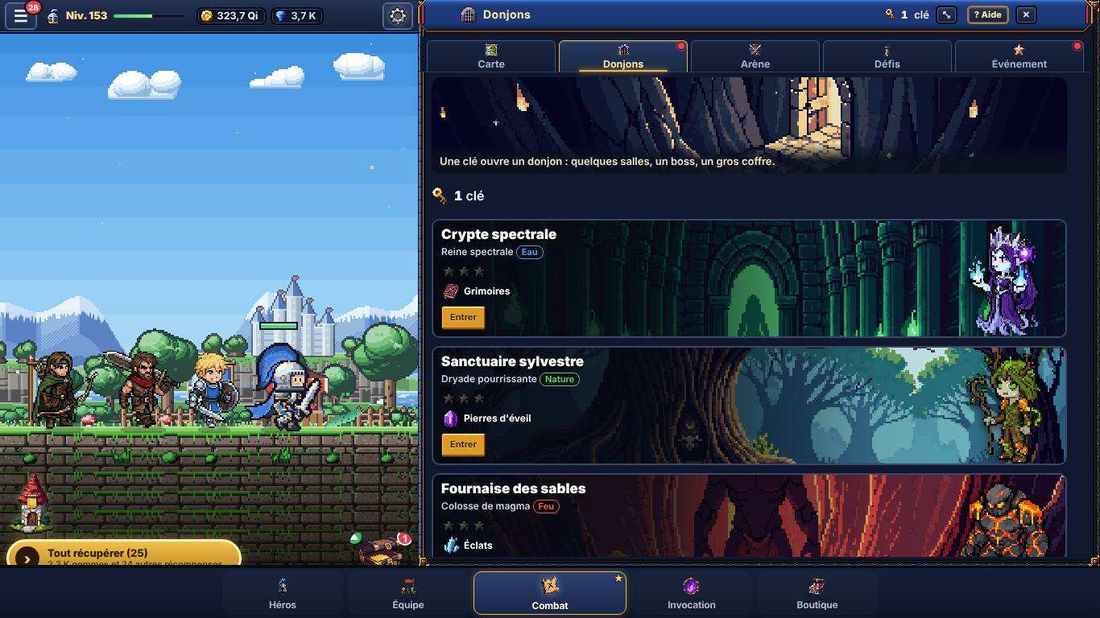 28
Niv. 153
323,7 Qi
3,7 K
Donjons
1 clé
? Aide
Carte
Donjons
Arène
Défis
Événement
Une clé ouvre un donjon : quelques salles, un boss, un gros coffre.
1 clé
Crypte spectrale
Reine spectrale Eau
Grimoires
Entrer
Sanctuaire sylvestre
Dryade pourrissante Nature
Pierres d'éveil
Entrer
Fournaise des sables
Colosse de magma Feu
Éclats
Tout récupérer (25)
1
Héros
Équipe
Combat
Invocation
Boutique